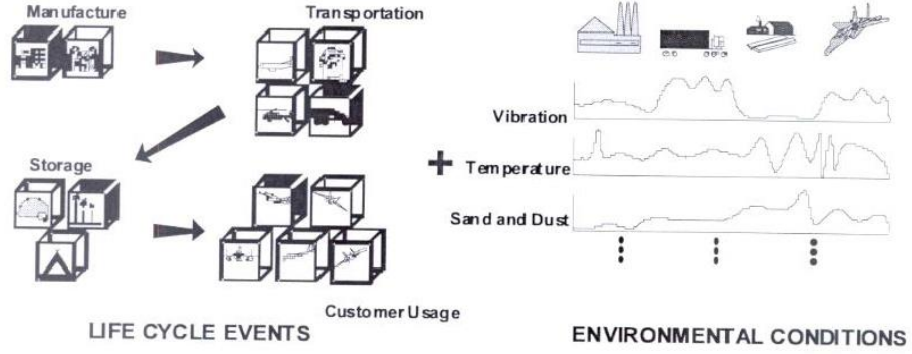 Manufacture
Transportation
Storage
Customer Usage
LIFE CYCLE EVENTS
+
Vibration
Temperature
Sand and Dust
ENVIRONMENTAL CONDITIONS